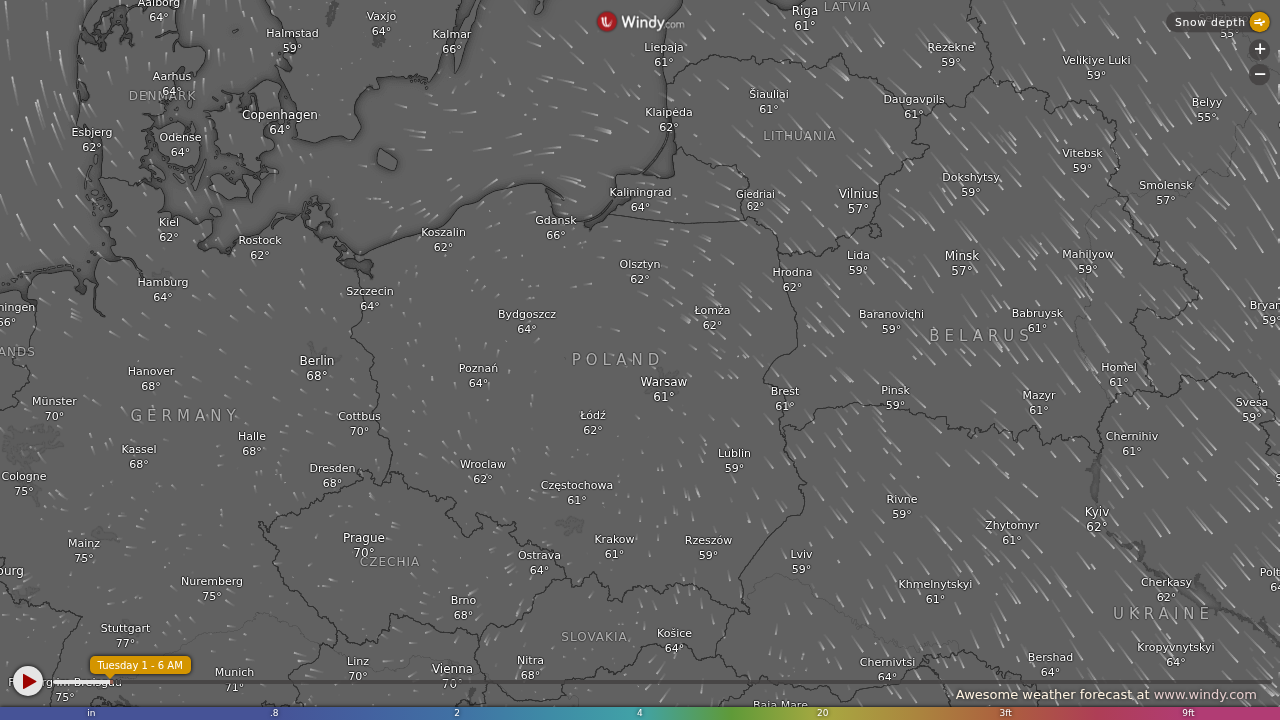 Aalborg
64°
Vaxjo
64°
Halmstad
59°
Kalmar
66°
Windy.com
Riga
61°
LATVIA
Snow depth
Liepaja
61°
Rēzekne
59°
Velikiye Luki
59°
Aarhus
64°
DENMARK
Šiauliai
61°
Daugavpils
61°
Belyy
55°
Copenhagen
64°
Klaipėda
62°
LITHUANIA
Esbjerg
62°
Odense
64°
Vitebsk
59°
Dokshytsy
59°
Smolensk
57°
Kaliningrad
64°
Giedriai
62°
Vilnius
57°
Kiel
62°
Gdansk
66°
Koszalin
62°
Rostock
62°
Lida
59°
Minsk
57°
Mahilyow
59°
Olsztyn
62°
Hrodna
62°
Hamburg
64°
Szczecin
64°
Bydgoszcz
64°
Łomża
62°
Baranovichi
59°
Babruysk
61°
BELARUS
POLAND
Berlin
68°
Hanover
68°
Poznań
64°
Warsaw
61°
Brest
61°
Pinsk
59°
Homel
61°
Mazyr
61°
Münster
70°
GERMANY
Cottbus
70°
Łódź
62°
Svesa
59°
Halle
68°
Kassel
68°
Chernihiv
61°
Lublin
59°
Dresden
68°
Wroclaw
62°
Cologne
75°
Częstochowa
61°
Rivne
59°
Kyiv
62°
Zhytomyr
61°
Mainz
75°
Prague
70°
CZECHIA
Krakow
61°
Rzeszów
59°
Ostrava
64°
Lviv
59°
Nuremberg
75°
Khmelnytskyi
61°
Cherkasy
62°
Brno
68°
UKRAINE
Stuttgart
77°
SLOVAKIA
Košice
64°
Kropyvnytskyi
64°
Tuesday 1 - 6 AM
Munich
71°
Linz
70°
Vienna
70°
Nitra
68°
Chernivtsi
64°
Bershad
64°
75°
Awesome weather forecast at www.windy.com
Baia Mare
in .8 2 4 20 3ft 9ft